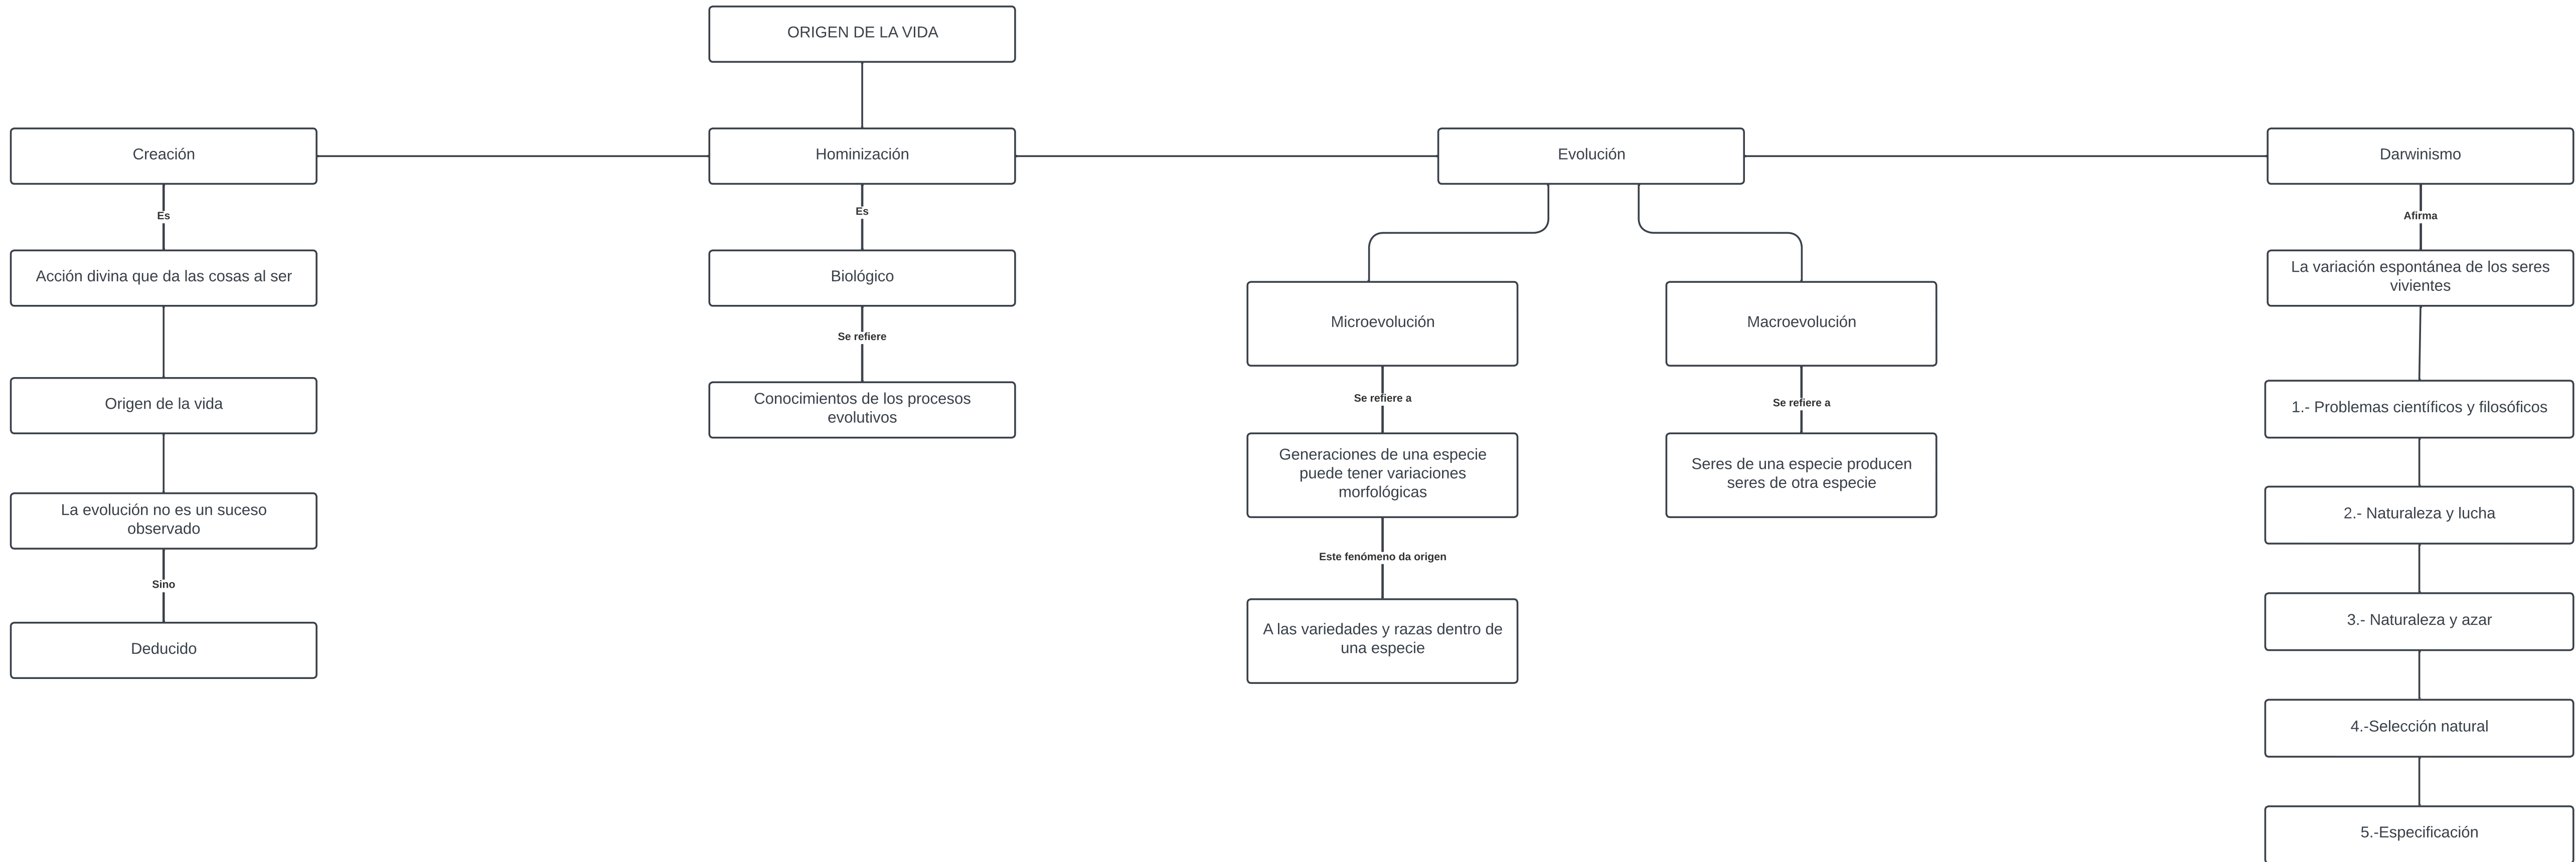 ORIGEN DE LA VIDA
Creación
Hominización
Evolución
Darwinismo
Es
Acción divina que da las cosas al ser
Origen de la vida
La evolución no es un suceso
observado
Sino
Deducido
Es
Biológico
Se refiere
Conocimientos de los procesos
evolutivos
Microevolución
Se refiere a
Generaciones de una especie
puede tener variaciones
morfológicas
Este fenómeno da origen
A las variedades y razas dentro de
una especie
Macroevolución
Se refiere a
Seres de una especie producen
seres de otra especie
Afirma
La variación espontánea de los seres
vivientes
1.- Problemas científicos y filosóficos
2.- Naturaleza y lucha
3.- Naturaleza y azar
4.-Selección natural
5.-Especificación